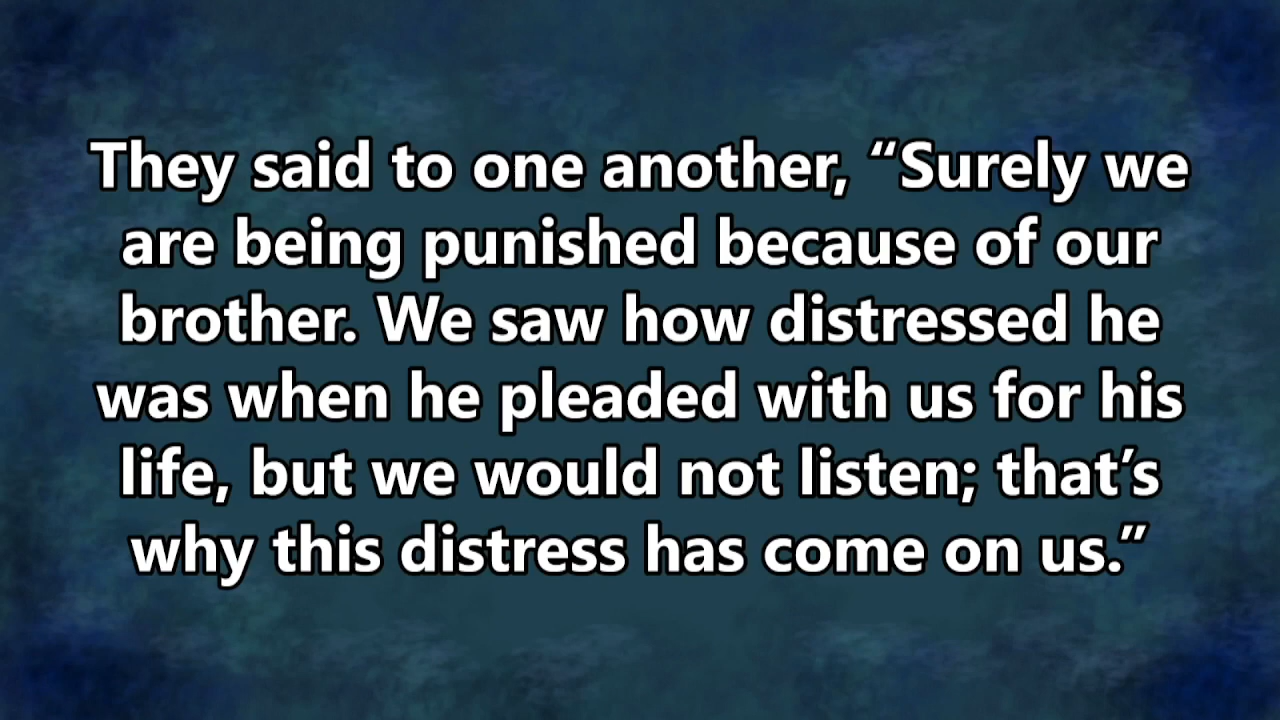 They said to one another, “Surely we
are being punished because of our
brother. We saw how distressed he
was when he pleaded with us for his
life, but we would not listen; that’s
why this distress has come on us.”